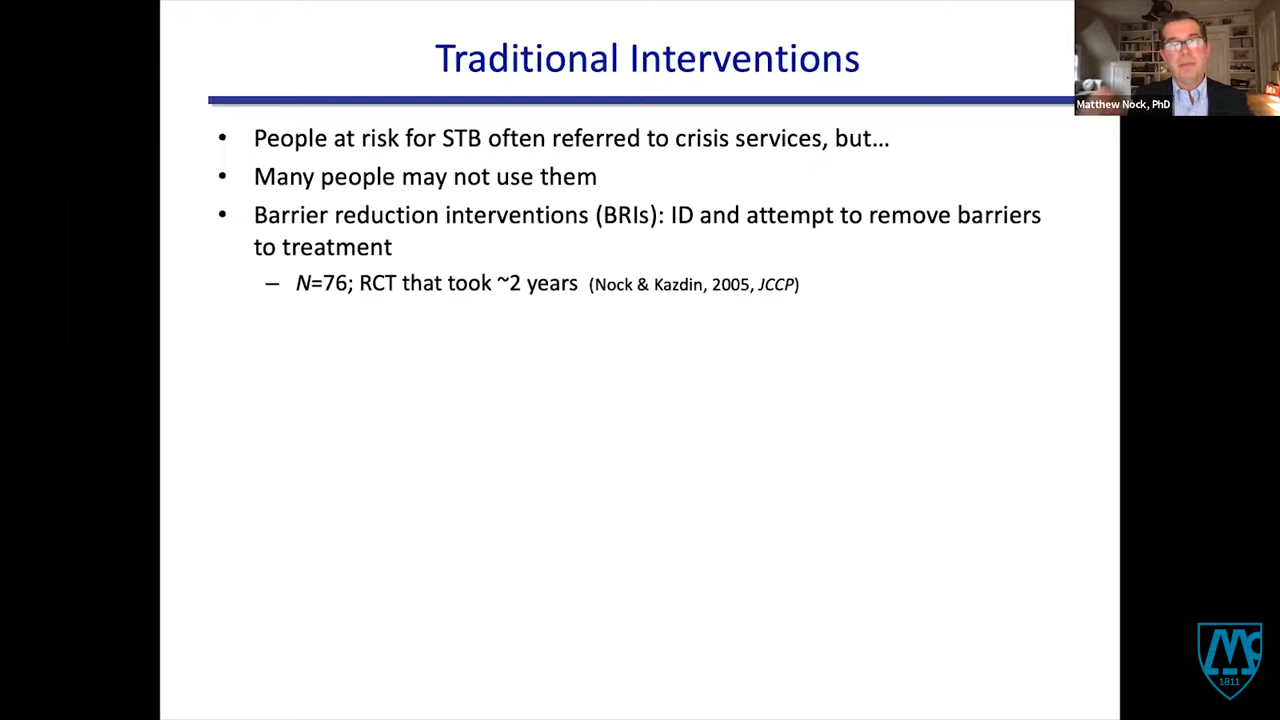 Traditional Interventions
Matthew Nock, PhD
• People at risk for STB often referred to crisis services, but…
• Many people may not use them
• Barrier reduction interventions (BRIs): ID and attempt to remove barriers
to treatment
– N=76; RCT that took ~2 years (Nock & Kazdin, 2005, JCCP)
Mc
1811